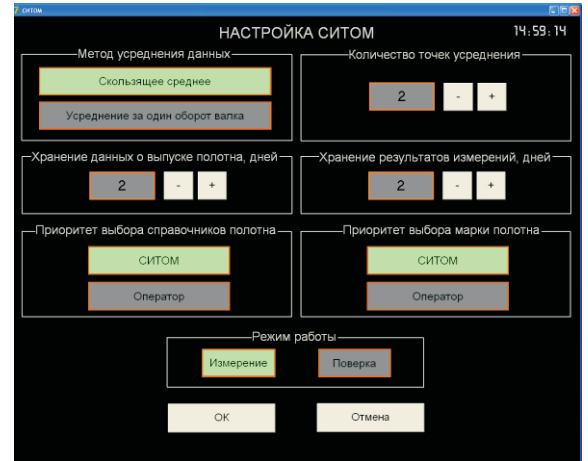 СИТОМ
НАСТРОЙКА СИТОМ
14:59:14
Метод усреднения данных
Скользящее среднее
Усреднение за один оборот валка
Количество точек усреднения
2
-
+
Хранение данных о выпуске полотна, дней
2
-
+
Хранение результатов измерений, дней
2
-
+
Приоритет выбора справочников полотна
СИТОМ
Оператор
Приоритет выбора марки полотна
СИТОМ
Оператор
Режим работы
Измерение
Поверка
ОК
Отмена